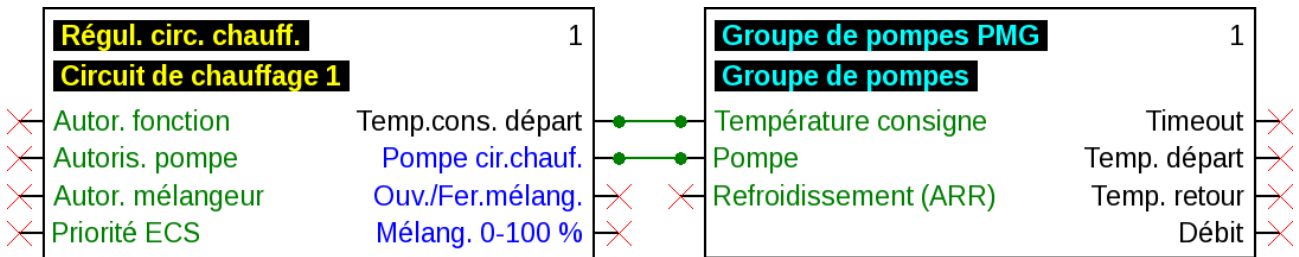 Régul. circ. chauff. 1
Circuit de chauffage 1
Autor. fonction Temp.cons. départ
Autoris. pompe Pompe cir.chauf.
Autor. mélangeur Ouv./Fer.mélang.
Priorité ECS Mélang. 0-100 %
Groupe de pompes PMG 1
Groupe de pompes
Température consigne Timeout
Pompe Temp. départ
Refroidissement (ARR) Temp. retour
Débit